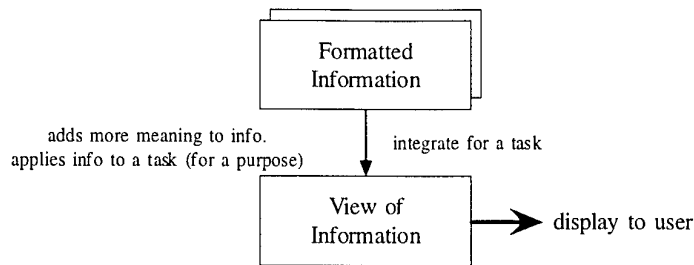 Formatted
Information
adds more meaning to info.
applies info to a task (for a purpose)
integrate for a task
View of
Information
display to user